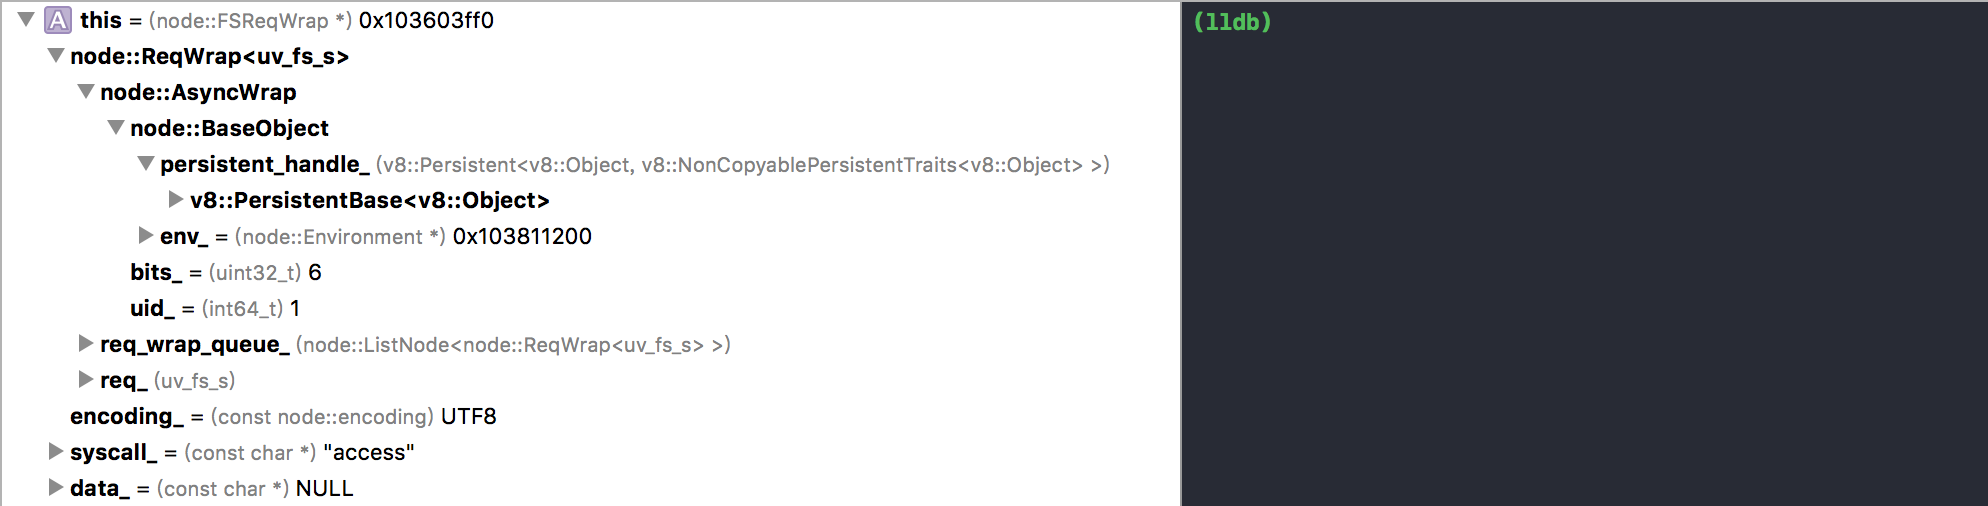 A this = (node::FSReqWrap *) 0x103603ff0
(lldb)
node::ReqWrap<uv_fs_s>
node::AsyncWrap
node::BaseObject
persistent_handle_ (v8::Persistent<v8::Object, v8::NonCopyablePersistentTraits<v8::Object> >)
v8::PersistentBase<v8::Object>
env_ = (node::Environment *) 0x103811200
bits_ = (uint32_t) 6
uid_ = (int64_t) 1
req_wrap_queue_ (node::ListNode<node::ReqWrap<uv_fs_s> >)
req_ (uv_fs_s)
encoding_ = (const node::encoding) UTF8
syscall_ = (const char *) "access"
data_ = (const char *) NULL